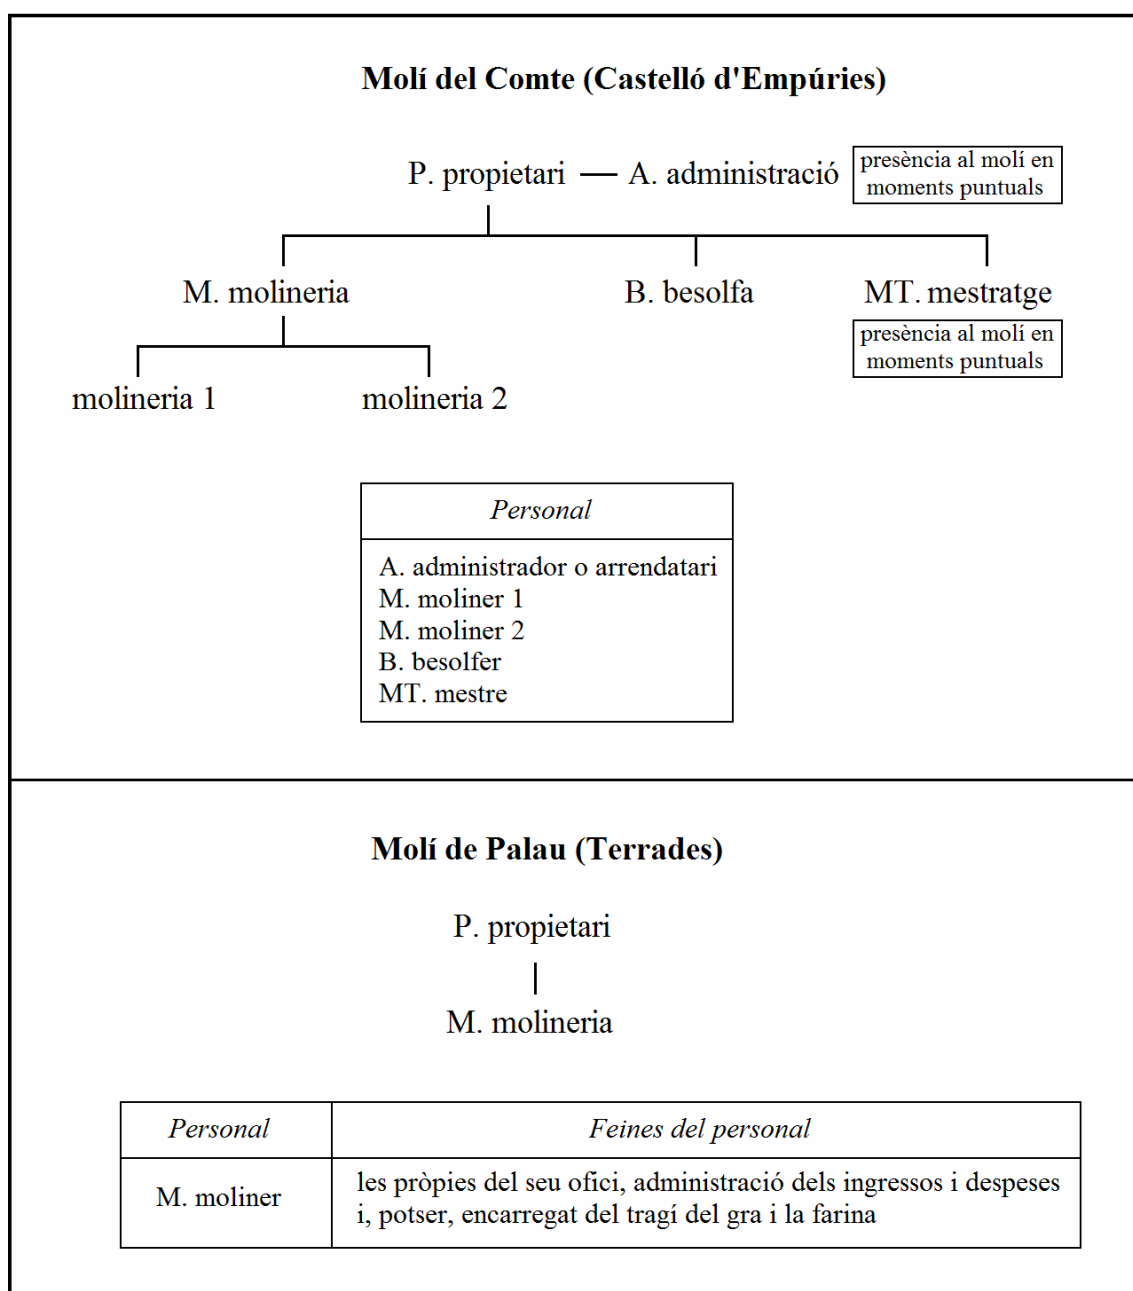 Molí del Comte (Castelló d'Empúries)
P. propietari — A. administració
presència al molí en
moments puntuals
M. molineria
B. besolfa
MT. mestratge
presència al molí en
moments puntuals
molineria 1
molineria 2
Personal
A. administrador o arrendatari
M. moliner 1
M. moliner 2
B. besolfer
MT. mestre
Molí de Palau (Terrades)
P. propietari
M. molineria
Personal
Feines del personal
M. moliner
les pròpies del seu ofici, administració dels ingressos i despeses
i, potser, encarregat del tragí del gra i la farina